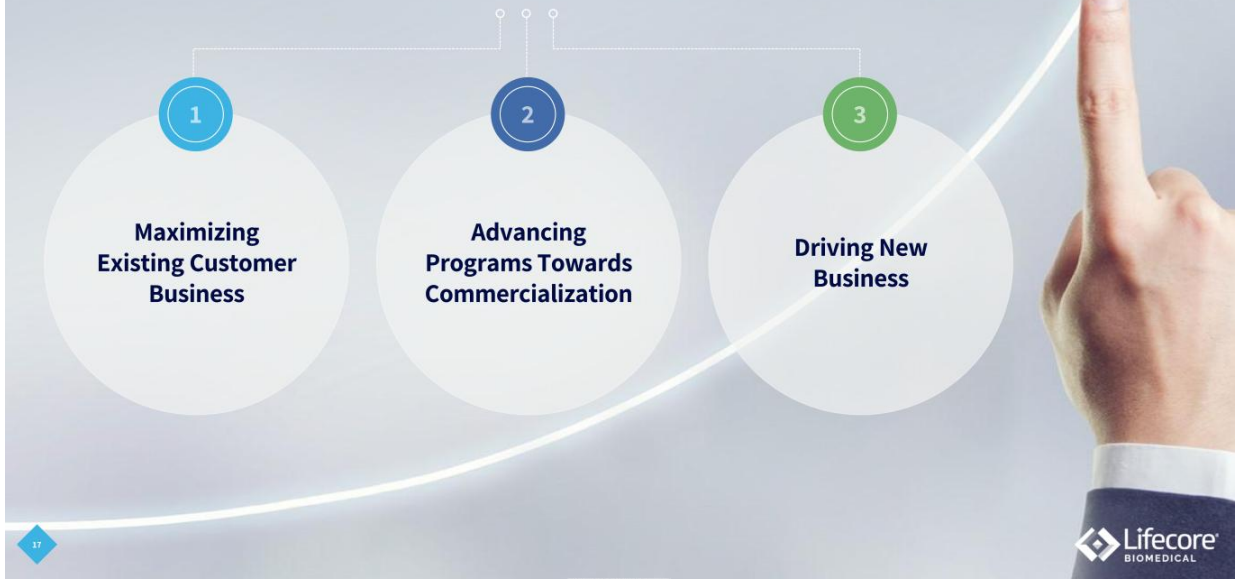 1
Maximizing
Existing Customer
Business
2
Advancing
Programs Towards
Commercialization
3
Driving New
Business
17
Lifecore
BIOMEDICAL